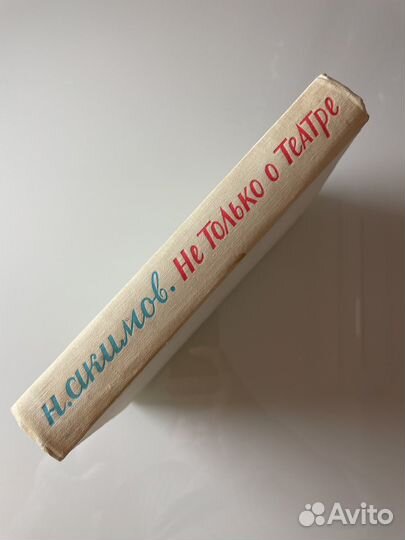 Н. Акимов. Не только о театре
Avito